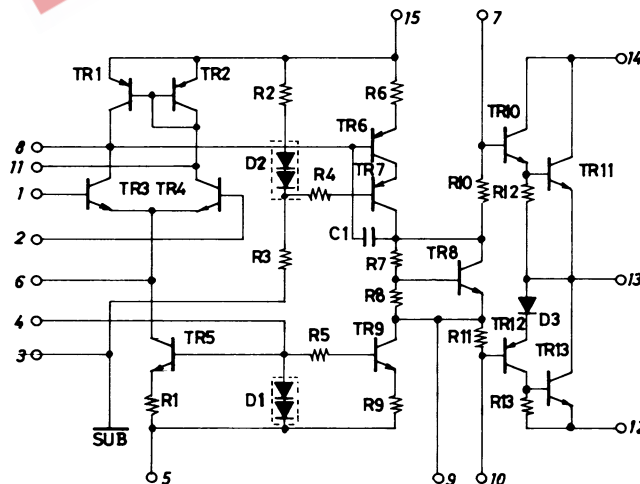 15 7
14
TR1 TR2
R2 R6
TR6 TR10
8
D2 TR7 TR11
11
TR3 TR4 R4 R10 R12
1
2
C1 TR8
R3 R7
6 13
R8
4 D3
TR5 R5 TR9 R11 TR12
3 TR13
R1 D1 R9 R13
SUB 12
5 9 10